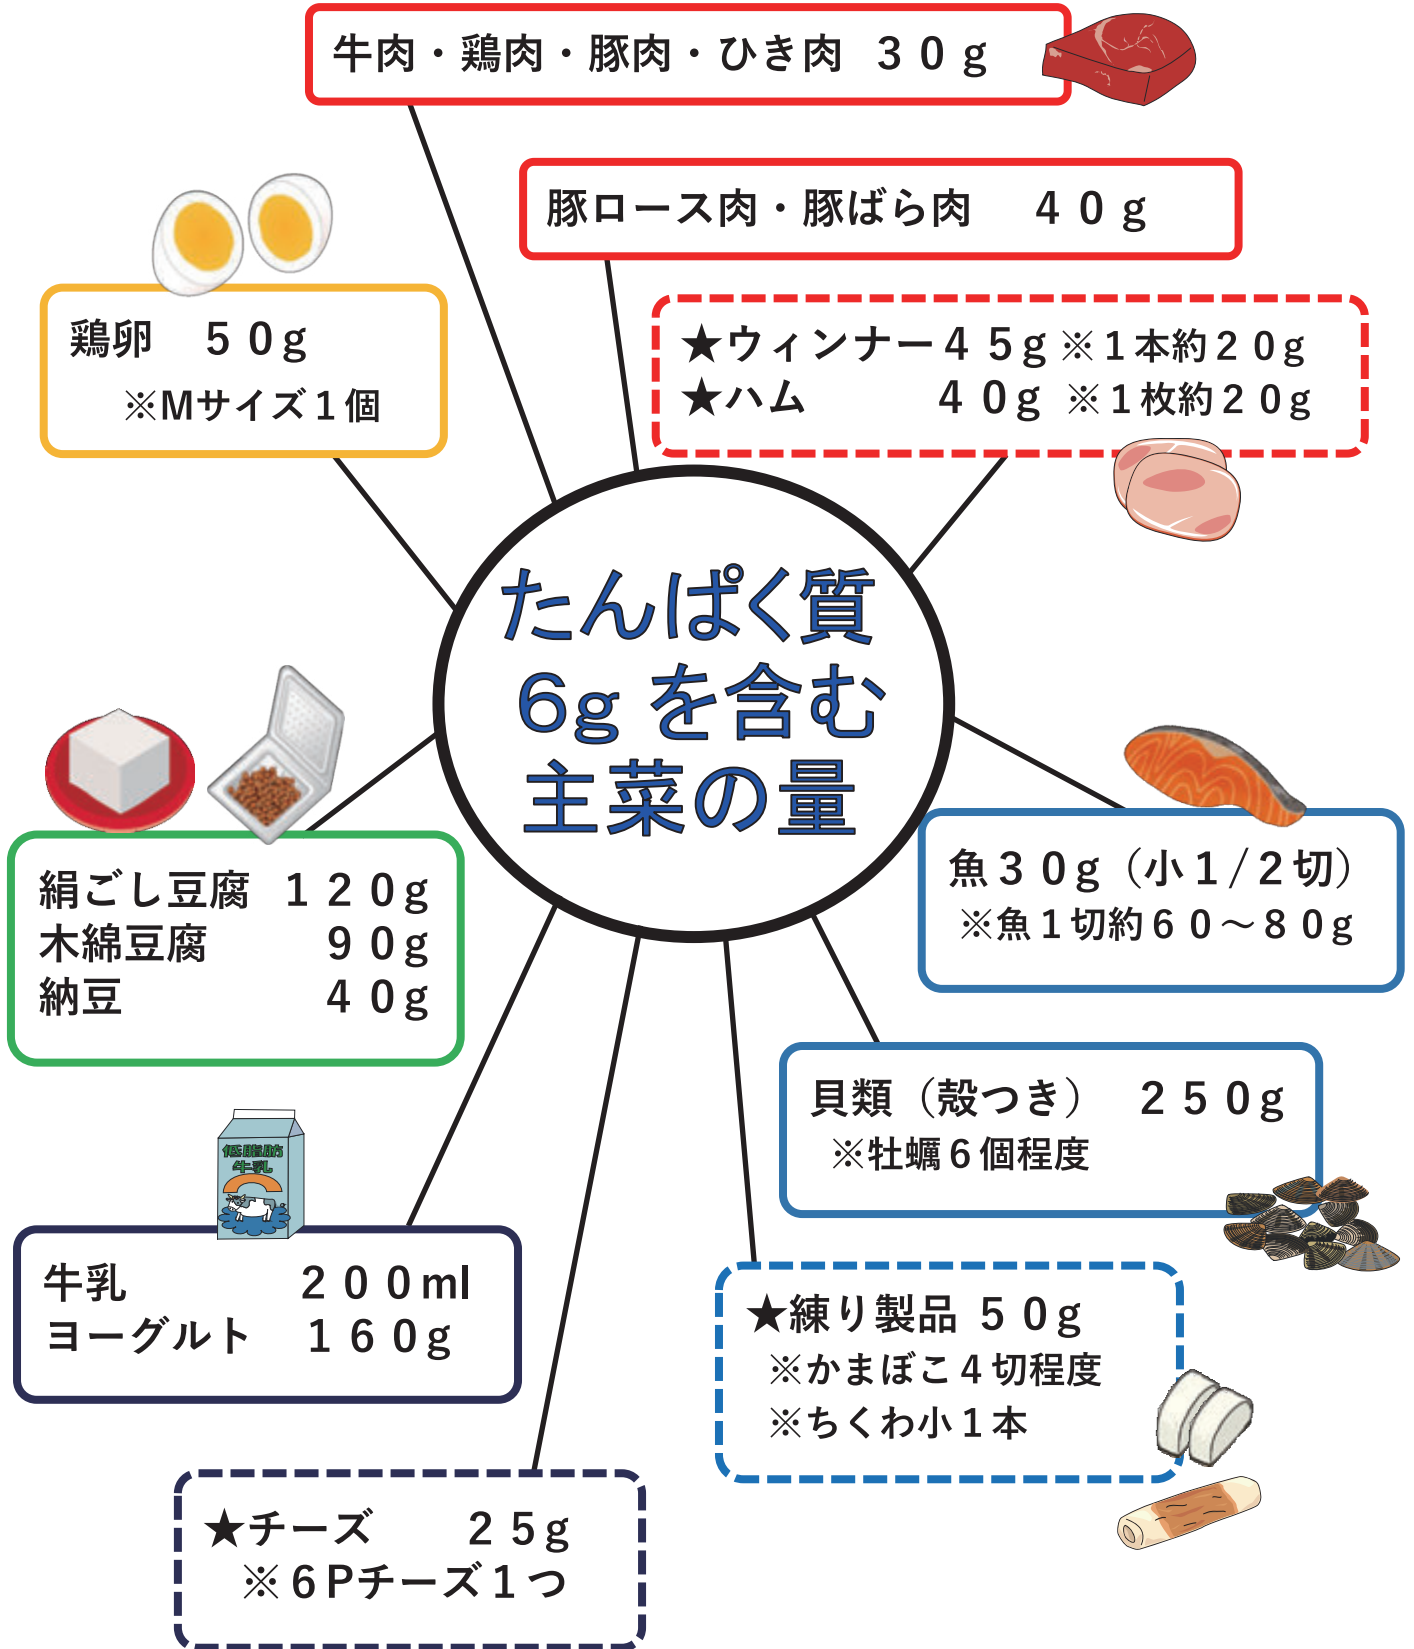 牛肉・鶏肉・豚肉・ひき肉 30g
豚ロース肉・豚ばら肉 40g
★ウィンナー45g ※1本約20g
★ハム 40g ※1枚約20g
鶏卵 50g
※Mサイズ1個
たんぱく質
6g を含む
主菜の量
絹ごし豆腐 120g
木綿豆腐 90g
納豆 40g
魚30g(小1/2切)
※魚1切約60~80g
貝類(殻つき) 250g
※牡蠣6個程度
低脂肪
牛乳
牛乳 200ml
ヨーグルト 160g
★練り製品 50g
※かまぼこ4切程度
※ちくわ小1本
★チーズ 25g
※6Pチーズ1つ